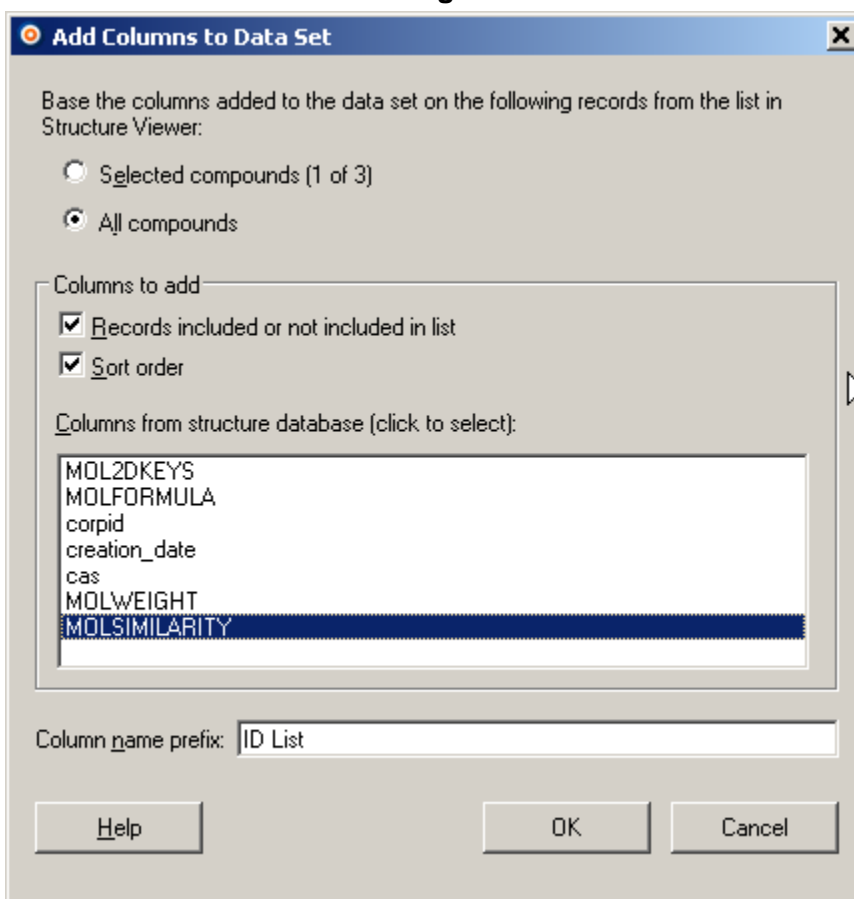 Add Columns to Data Set
Base the columns added to the data set on the following records from the list in
Structure Viewer:
Selected compounds (1 of 3)
All compounds
Columns to add
Records included or not included in list
Sort order
Columns from structure database (click to select):
MOL2DKEYS
MOLFORMULA
corpid
creation_date
cas
MOLWEIGHT
MOLSIMILARITY
Column name prefix: ID List
Help OK Cancel